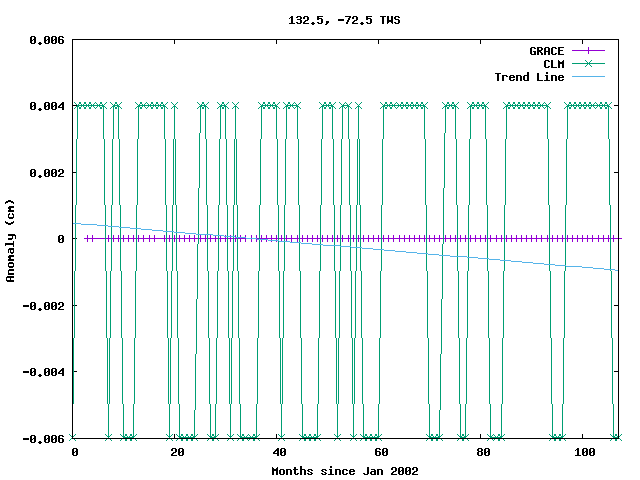 132.5, -72.5 TWS
0.006
GRACE
CLM
Trend Line
0.004
0.002
0
-0.002
-0.004
-0.006
Anomaly (cm)
0 20 40 60 80 100
Months since Jan 2002